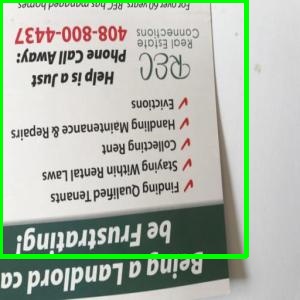 Being a Landlord ca
be Frustrating!
✓ Finding Qualified Tenants
✓ Staying Within Rental Laws
✓ Collecting Rent
✓ Handling Maintenance & Repairs
✓ Evictions
REC
Real Estate
Connections
Help is a Just
Phone Call Away:
408-800-4437
For over 60 years, REC has managed homes